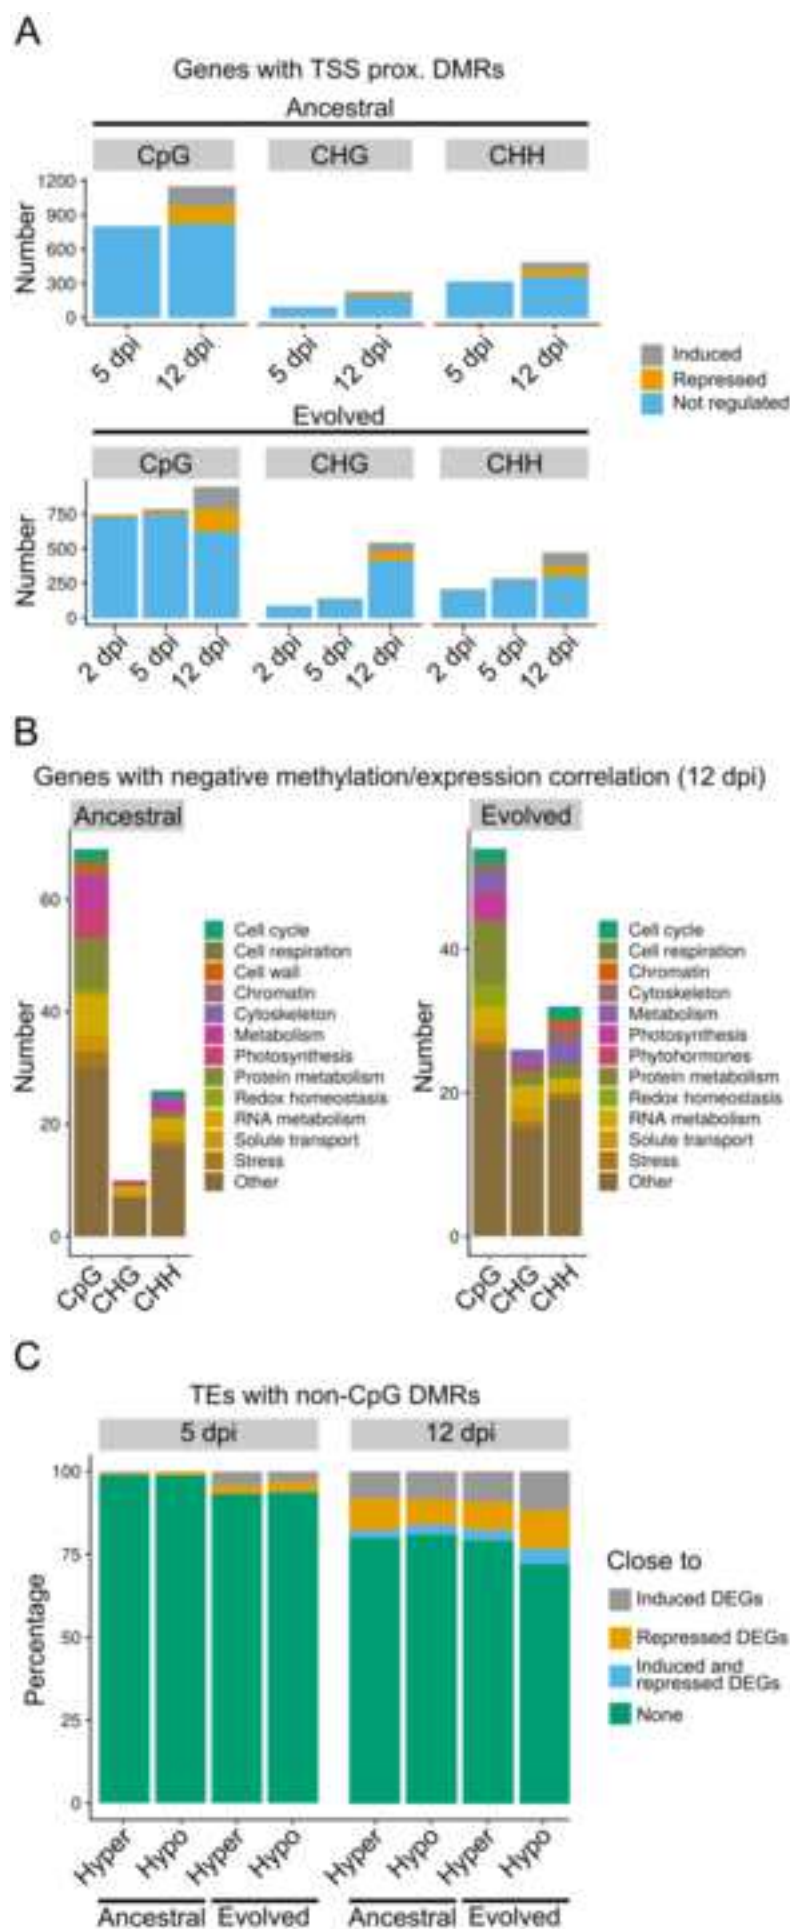 A
Genes with TSS prox. DMRs
Ancestral
CpG CHG CHH
Number
1200
900
600
300
0
5 dpi 12 dpi 5 dpi 12 dpi 5 dpi 12 dpi
Induced
Repressed
Not regulated
Evolved
CpG CHG CHH
Number
750
500
250
0
2 dpi 5 dpi 12 dpi 2 dpi 5 dpi 12 dpi 2 dpi 5 dpi 12 dpi
B
Genes with negative methylation/expression correlation (12 dpi)
Ancestral
Number
60
40
20
0
CpG CHG CHH
Cell cycle
Cell respiration
Cell wall
Chromatin
Cytoskeleton
Metabolism
Photosynthesis
Protein metabolism
Redox homeostasis
RNA metabolism
Solute transport
Stress
Other
Evolved
Number
40
20
0
CpG CHG CHH
Cell cycle
Cell respiration
Chromatin
Cytoskeleton
Metabolism
Photosynthesis
Phytohormones
Protein metabolism
Redox homeostasis
RNA metabolism
Solute transport
Stress
Other
C
TEs with non-CpG DMRs
5 dpi 12 dpi
Percentage
100
75
50
25
0
Hyper Hypo Hyper Hypo Hyper Hypo Hyper Hypo
Ancestral Evolved Ancestral Evolved
Close to
Induced DEGs
Repressed DEGs
Induced and
repressed DEGs
None